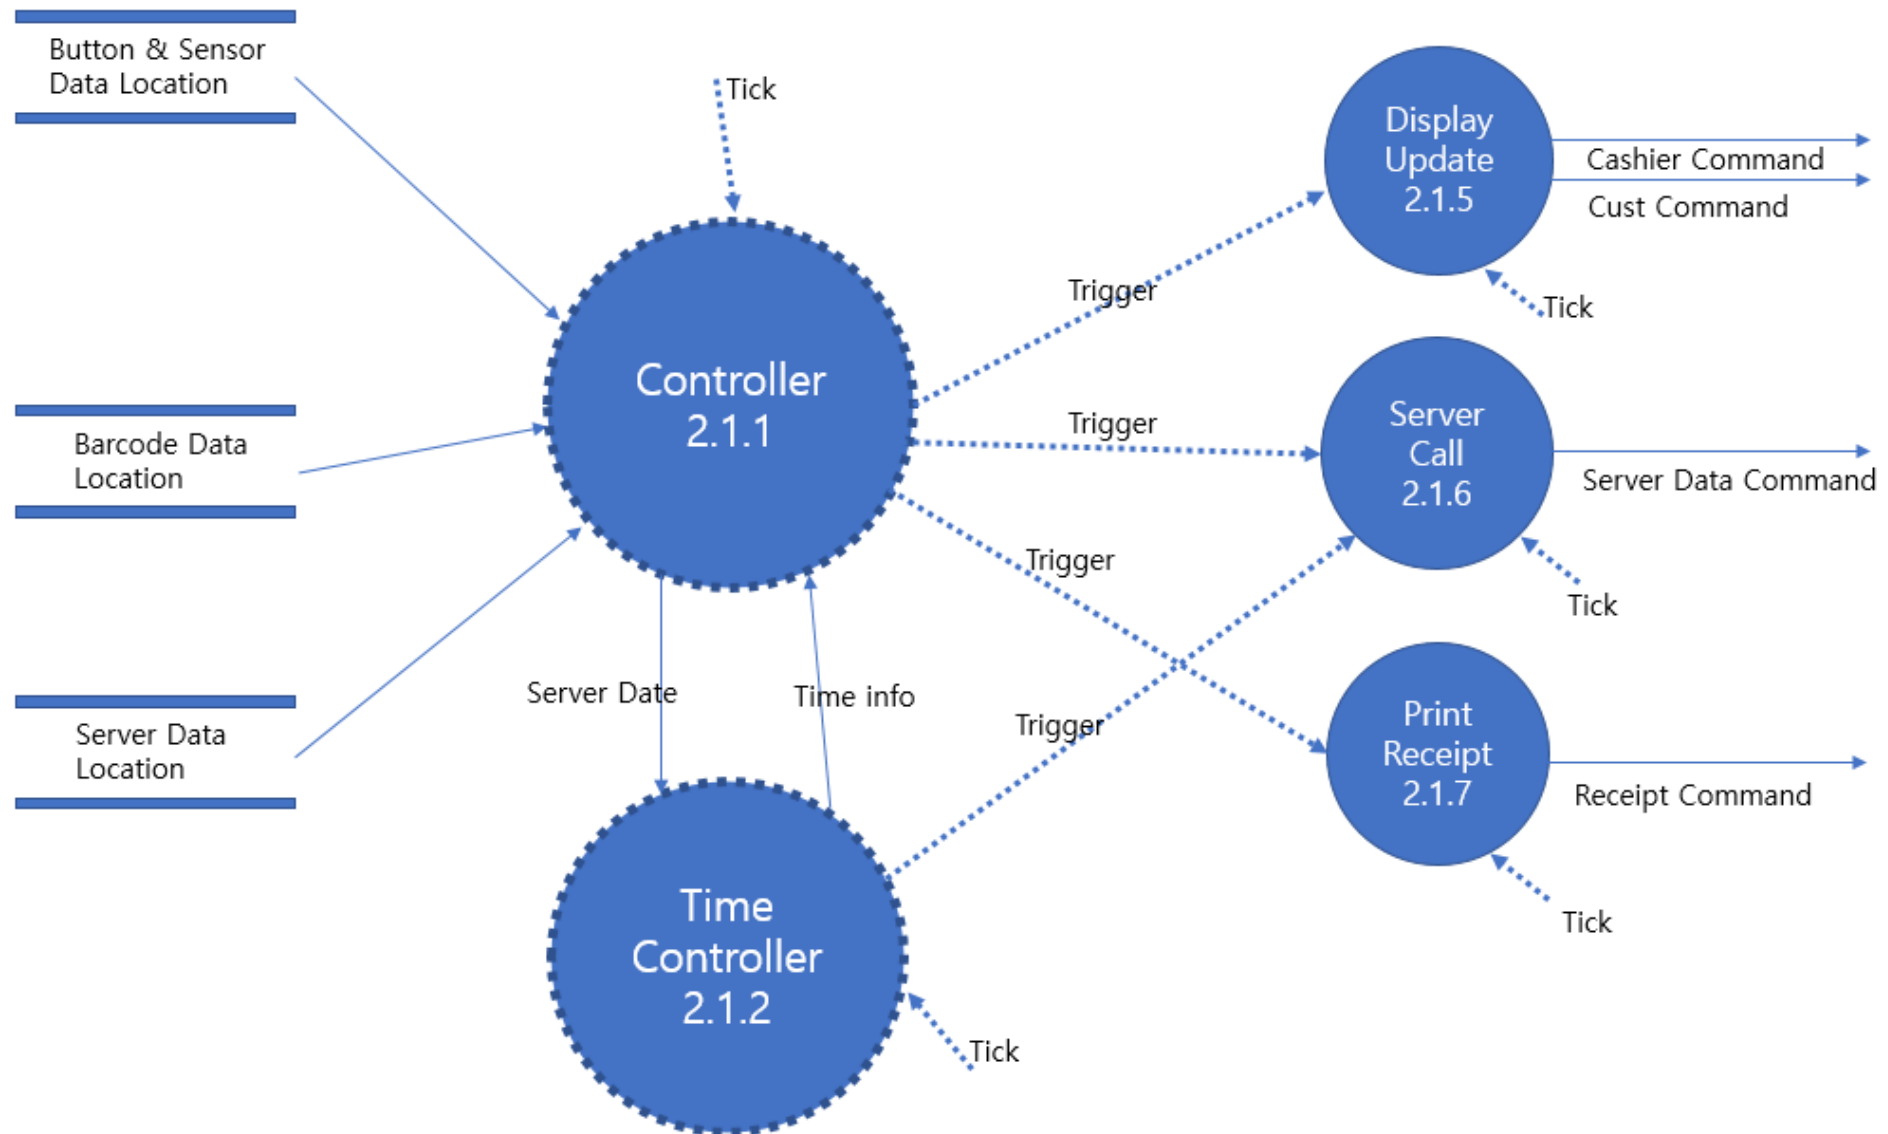 Button & Sensor
Data Location
Tick
Display
Update
2.1.5
Cashier Command
Cust Command
Trigger
Tick
Controller
2.1.1
Barcode Data
Location
Trigger
Server
Call
2.1.6
Server Data Command
Trigger
Tick
Server Date
Time info
Trigger
Server Data
Location
Print
Receipt
2.1.7
Receipt Command
Time
Controller
2.1.2
Tick
Tick